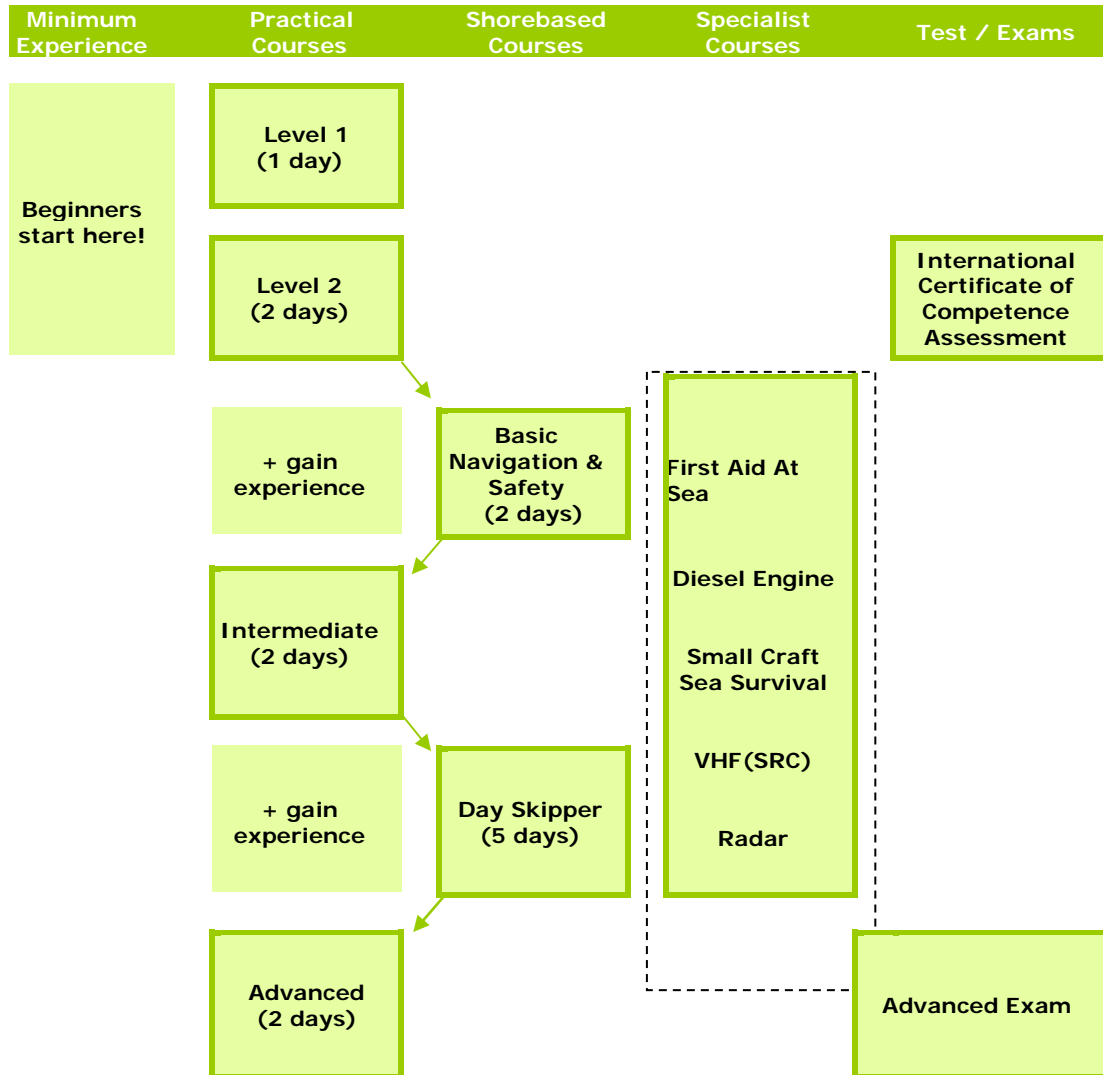 Minimum
Experience
Practical
Courses
Shorebased
Courses
Specialist
Courses
Test / Exams
Beginners
start here!
Level 1
(1 day)
Level 2
(2 days)
International
Certificate of
Competence
Assessment
+ gain
experience
Basic
Navigation &
Safety
(2 days)
First Aid At
Sea
Diesel Engine
Small Craft
Sea Survival
VHF(SRC)
Radar
Intermediate
(2 days)
+ gain
experience
Day Skipper
(5 days)
Advanced
(2 days)
Advanced Exam